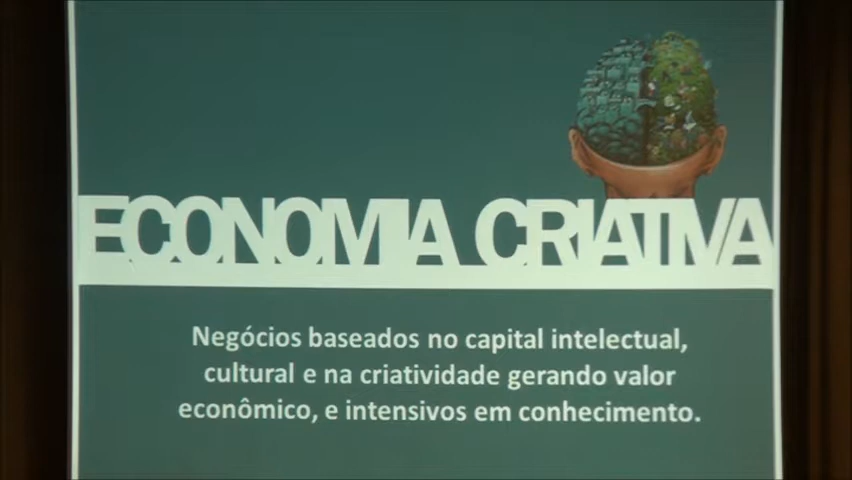 ECONOMIA CRIATIVA
Negócios baseados no capital intelectual,
cultural e na criatividade gerando valor
econômico, e intensivos em conhecimento.